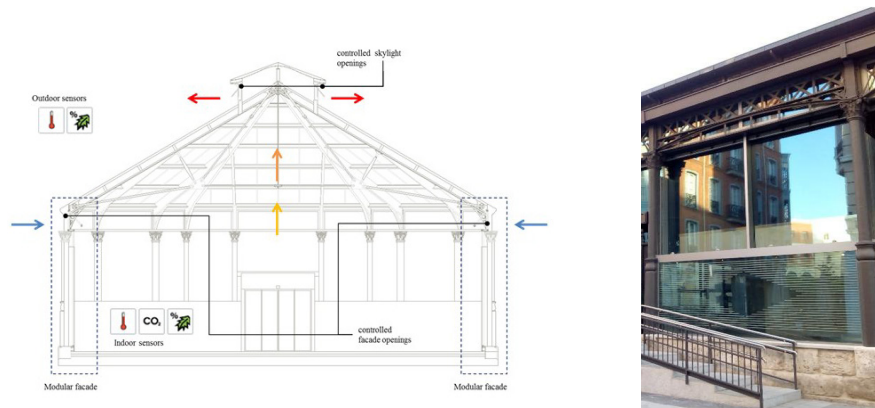 controlled skylight
openings
Outdoor sensors
%
CO₂
%
Indoor sensors
controlled
facade openings
Modular facade
Modular facade